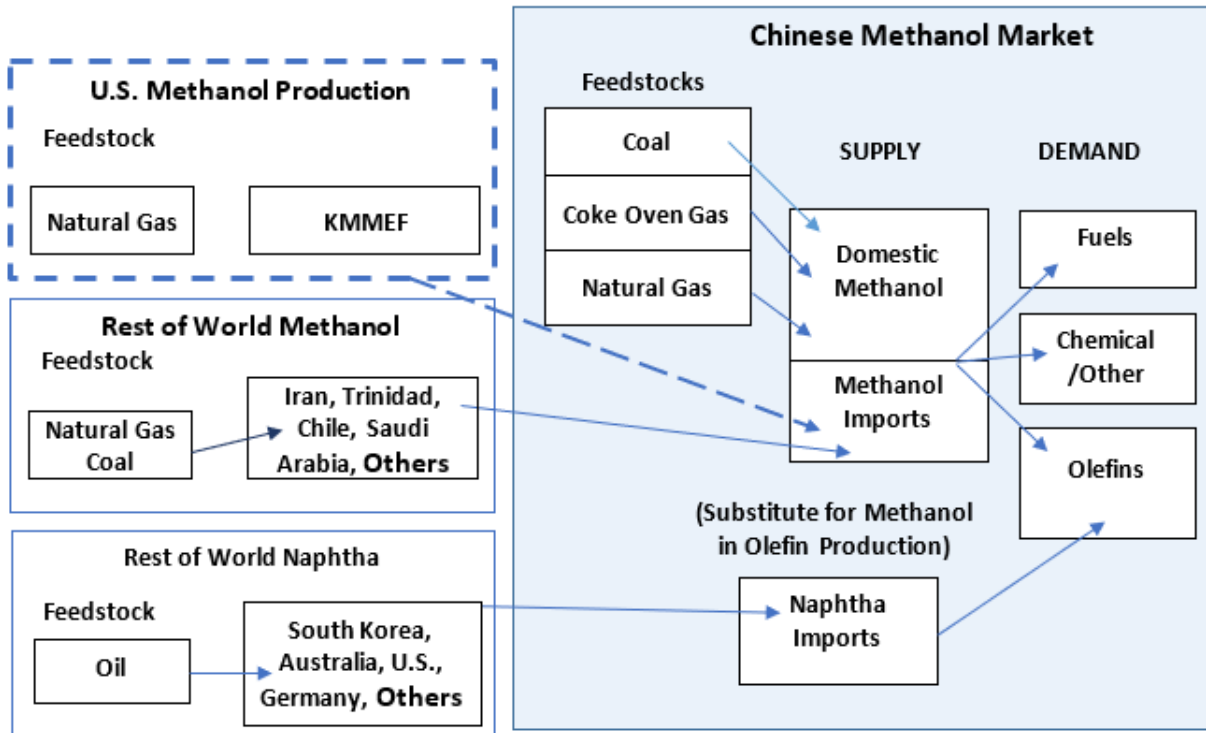 U.S. Methanol Production
Feedstock
Natural Gas
KMMEF
Rest of World Methanol
Feedstock
Natural Gas
Coal
Iran, Trinidad,
Chile, Saudi
Arabia, Others
Rest of World Naphtha
Feedstock
Oil
South Korea,
Australia, U.S.,
Germany, Others
Chinese Methanol Market
Feedstocks
Coal
Coke Oven Gas
Natural Gas
SUPPLY
Domestic
Methanol
Methanol
Imports
DEMAND
Fuels
Chemical
/Other
Olefins
(Substitute for Methanol
in Olefin Production)
Naphtha
Imports